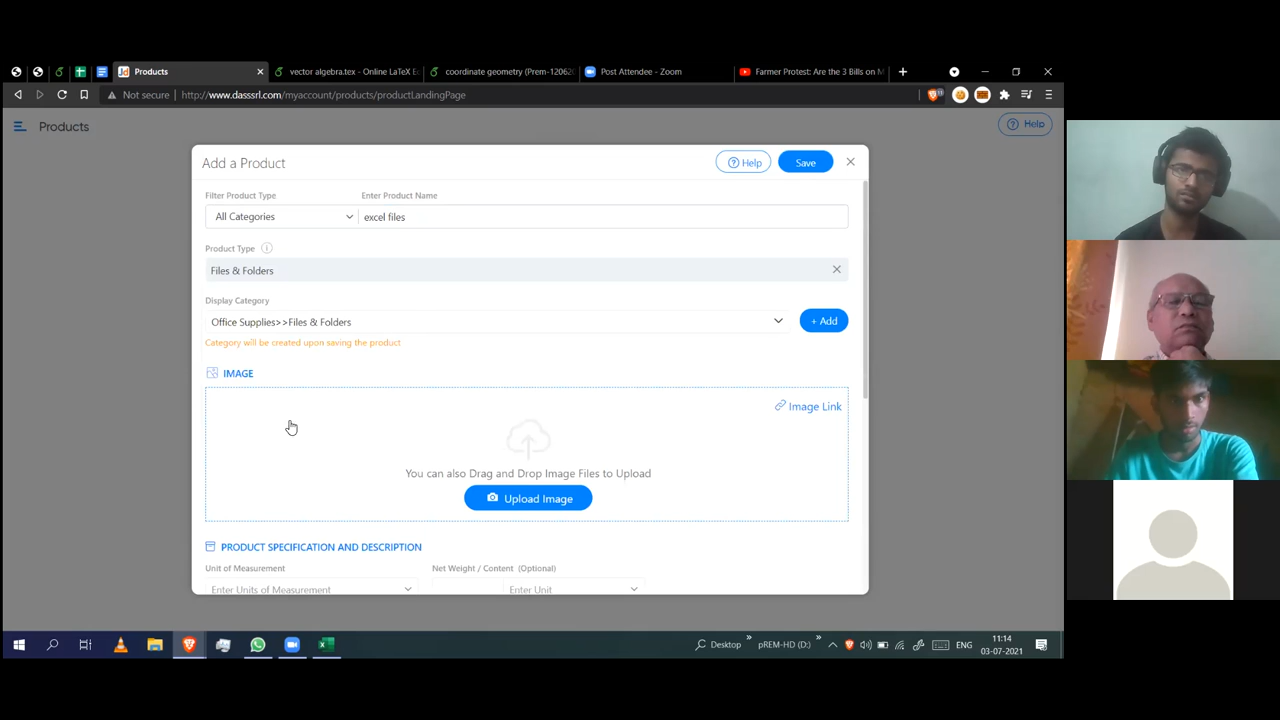 Products
vector algebra.tex - Online LaTeX E
coordinate geometry (Prem-12062
Post Attendee - Zoom
Farmer Protest: Are the 3 Bills on M
Not secure http://www.dasssrl.com/myaccount/products/productLandingPage
Products
Help
Add a Product
Help
Save
Filter Product Type
Enter Product Name
All Categories
excel files
Product Type
Files & Folders
Display Category
Office Supplies>>Files & Folders
+ Add
Category will be created upon saving the product
IMAGE
Image Link
You can also Drag and Drop Image Files to Upload
Upload Image
PRODUCT SPECIFICATION AND DESCRIPTION
Unit of Measurement
Net Weight / Content (Optional)
Enter Units of Measurement
Enter Unit
Desktop
pREM-HD (D:)
ENG
11:14
03-07-2021